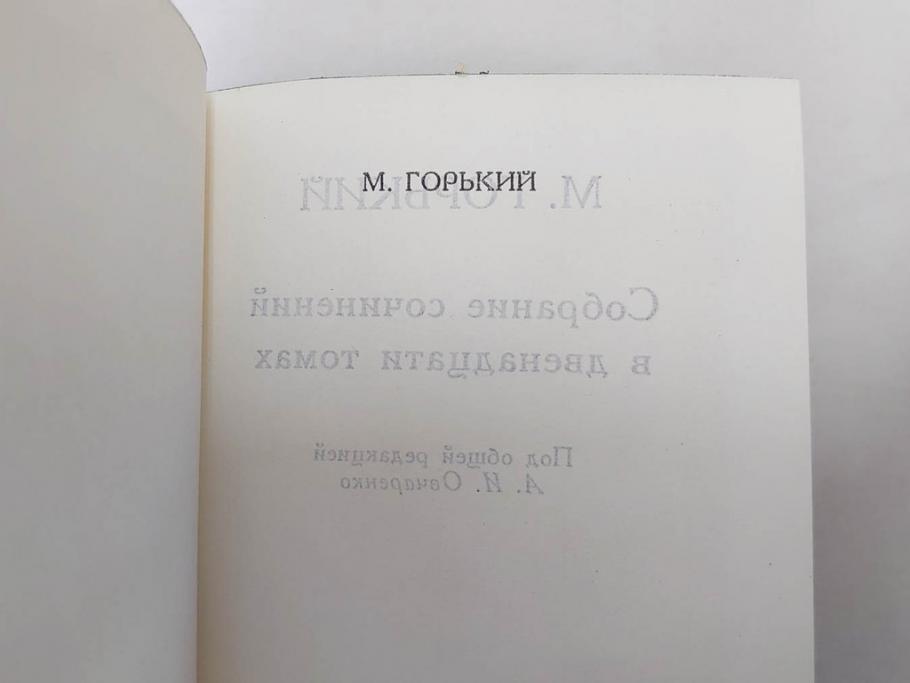 М. ГОРЬКИЙ
М. ГОРЬКИЙ
Собрание сочинений
в двенадцати томах
Под общей редакцией
А. И. Овчаренко